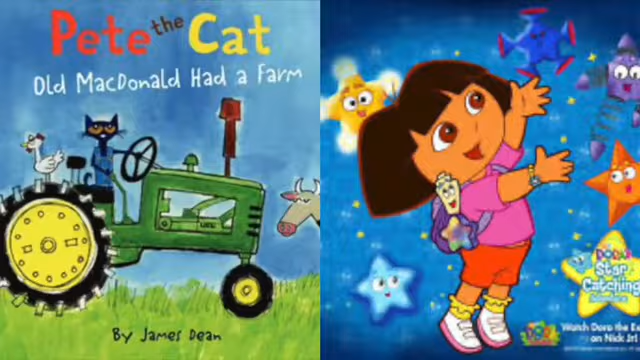 Pete the Cat
Old MacDonald Had a Farm
By James Dean
DORA'S
Star
Catching
Watch Dora the Ex
on Nick Jr!